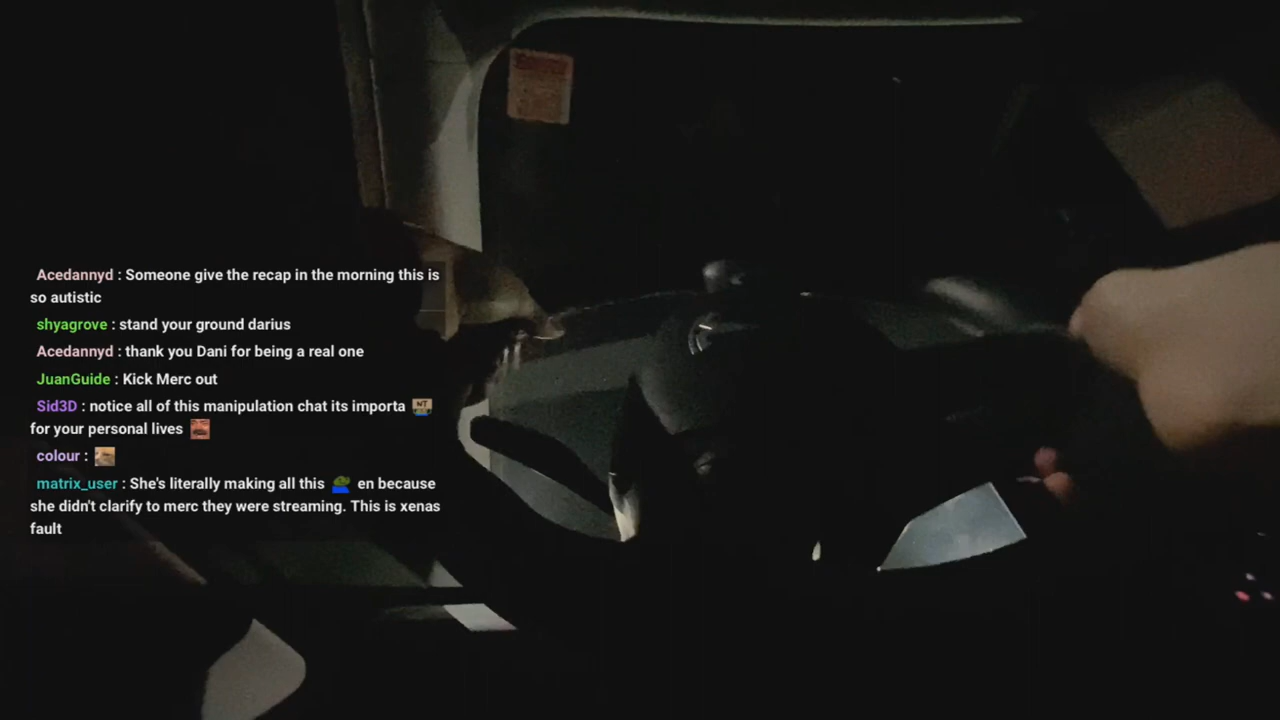 Acedannyd : Someone give the recap in the morning this is
so autistic
shyagrove : stand your ground darius
Acedannyd : thank you Dani for being a real one
JuanGuide : Kick Merc out
Sid3D : notice all of this manipulation chat its importa
for your personal lives
colour :
matrix_user : She's literally making all this en because
she didn't clarify to merc they were streaming. This is xenas
fault